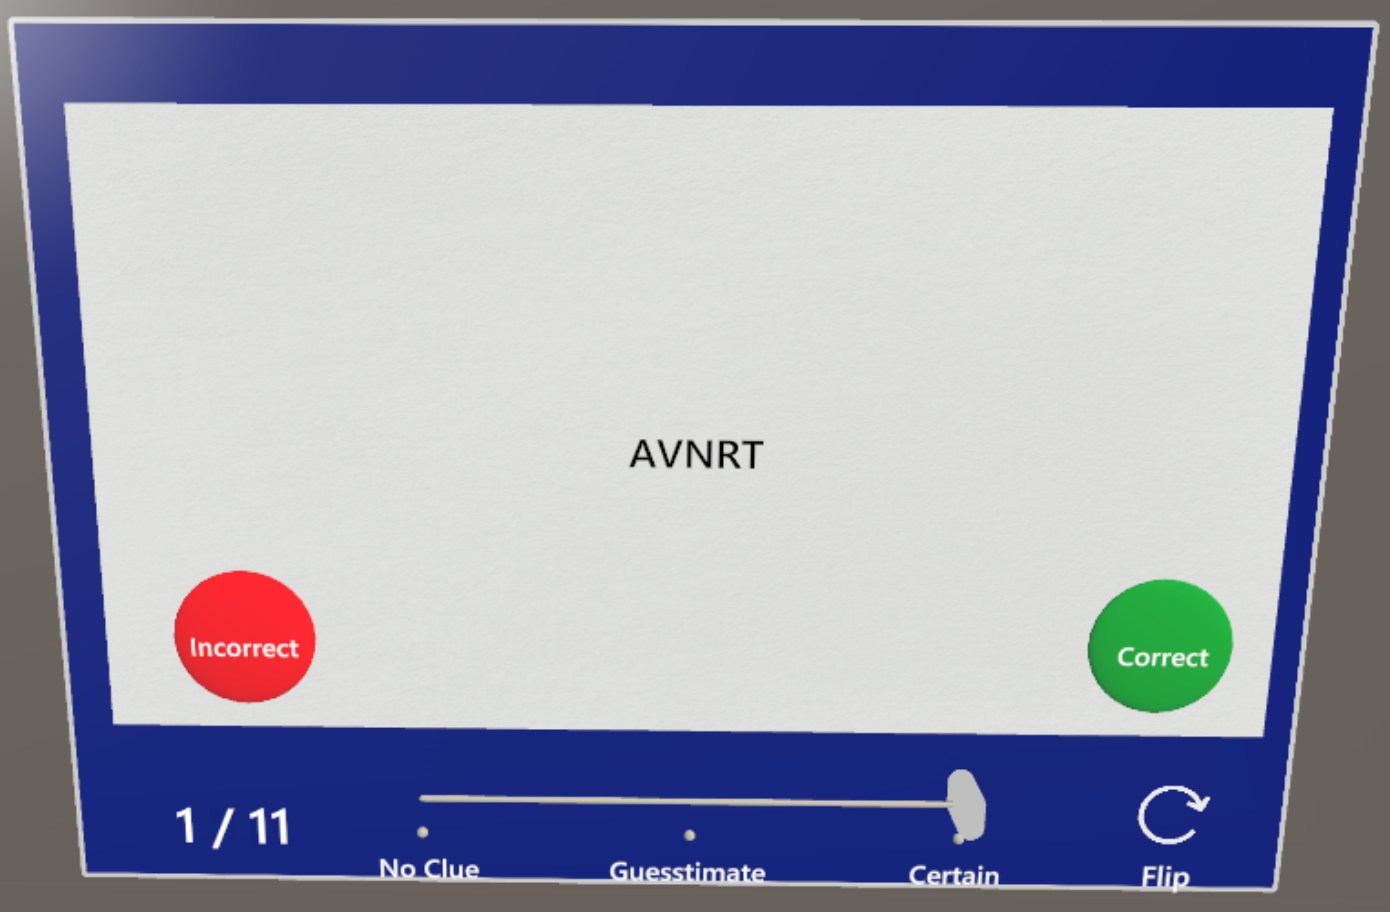 AVNRT
Incorrect
Correct
1 / 11
No Clue
Guesstimate
Certain
Flip